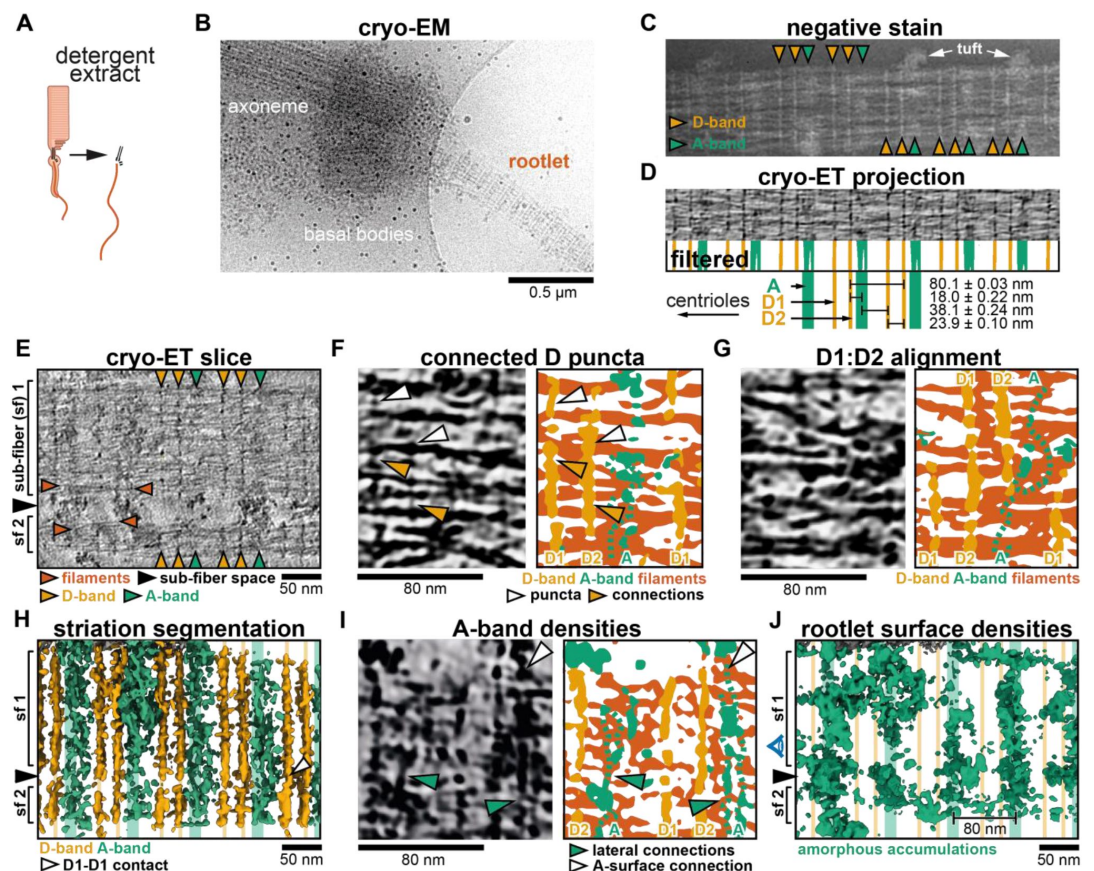 A
detergent
extract
B
cryo-EM
axoneme
rootlet
basal bodies
0.5 µm
C
negative stain
tuft
D-band
A-band
D
cryo-ET projection
filtered
centrioles
A
D1
D2
80.1 ± 0.03 nm
18.0 ± 0.22 nm
38.1 ± 0.24 nm
23.9 ± 0.10 nm
E
cryo-ET slice
sub-fiber (sf) 1
sf 2
filaments
sub-fiber space
D-band
A-band
50 nm
F
connected D puncta
D1 D2 A D1
80 nm
D-band A-band filaments
puncta
connections
G
D1:D2 alignment
D1 D2 A
D1 D2 A D1
80 nm
D-band A-band filaments
H
striation segmentation
sf 1
sf 2
D-band A-band
D1-D1 contact
50 nm
I
A-band densities
D2 A D1 D2 A
80 nm
lateral connections
A-surface connection
J
rootlet surface densities
sf 1
sf 2
80 nm
amorphous accumulations
50 nm